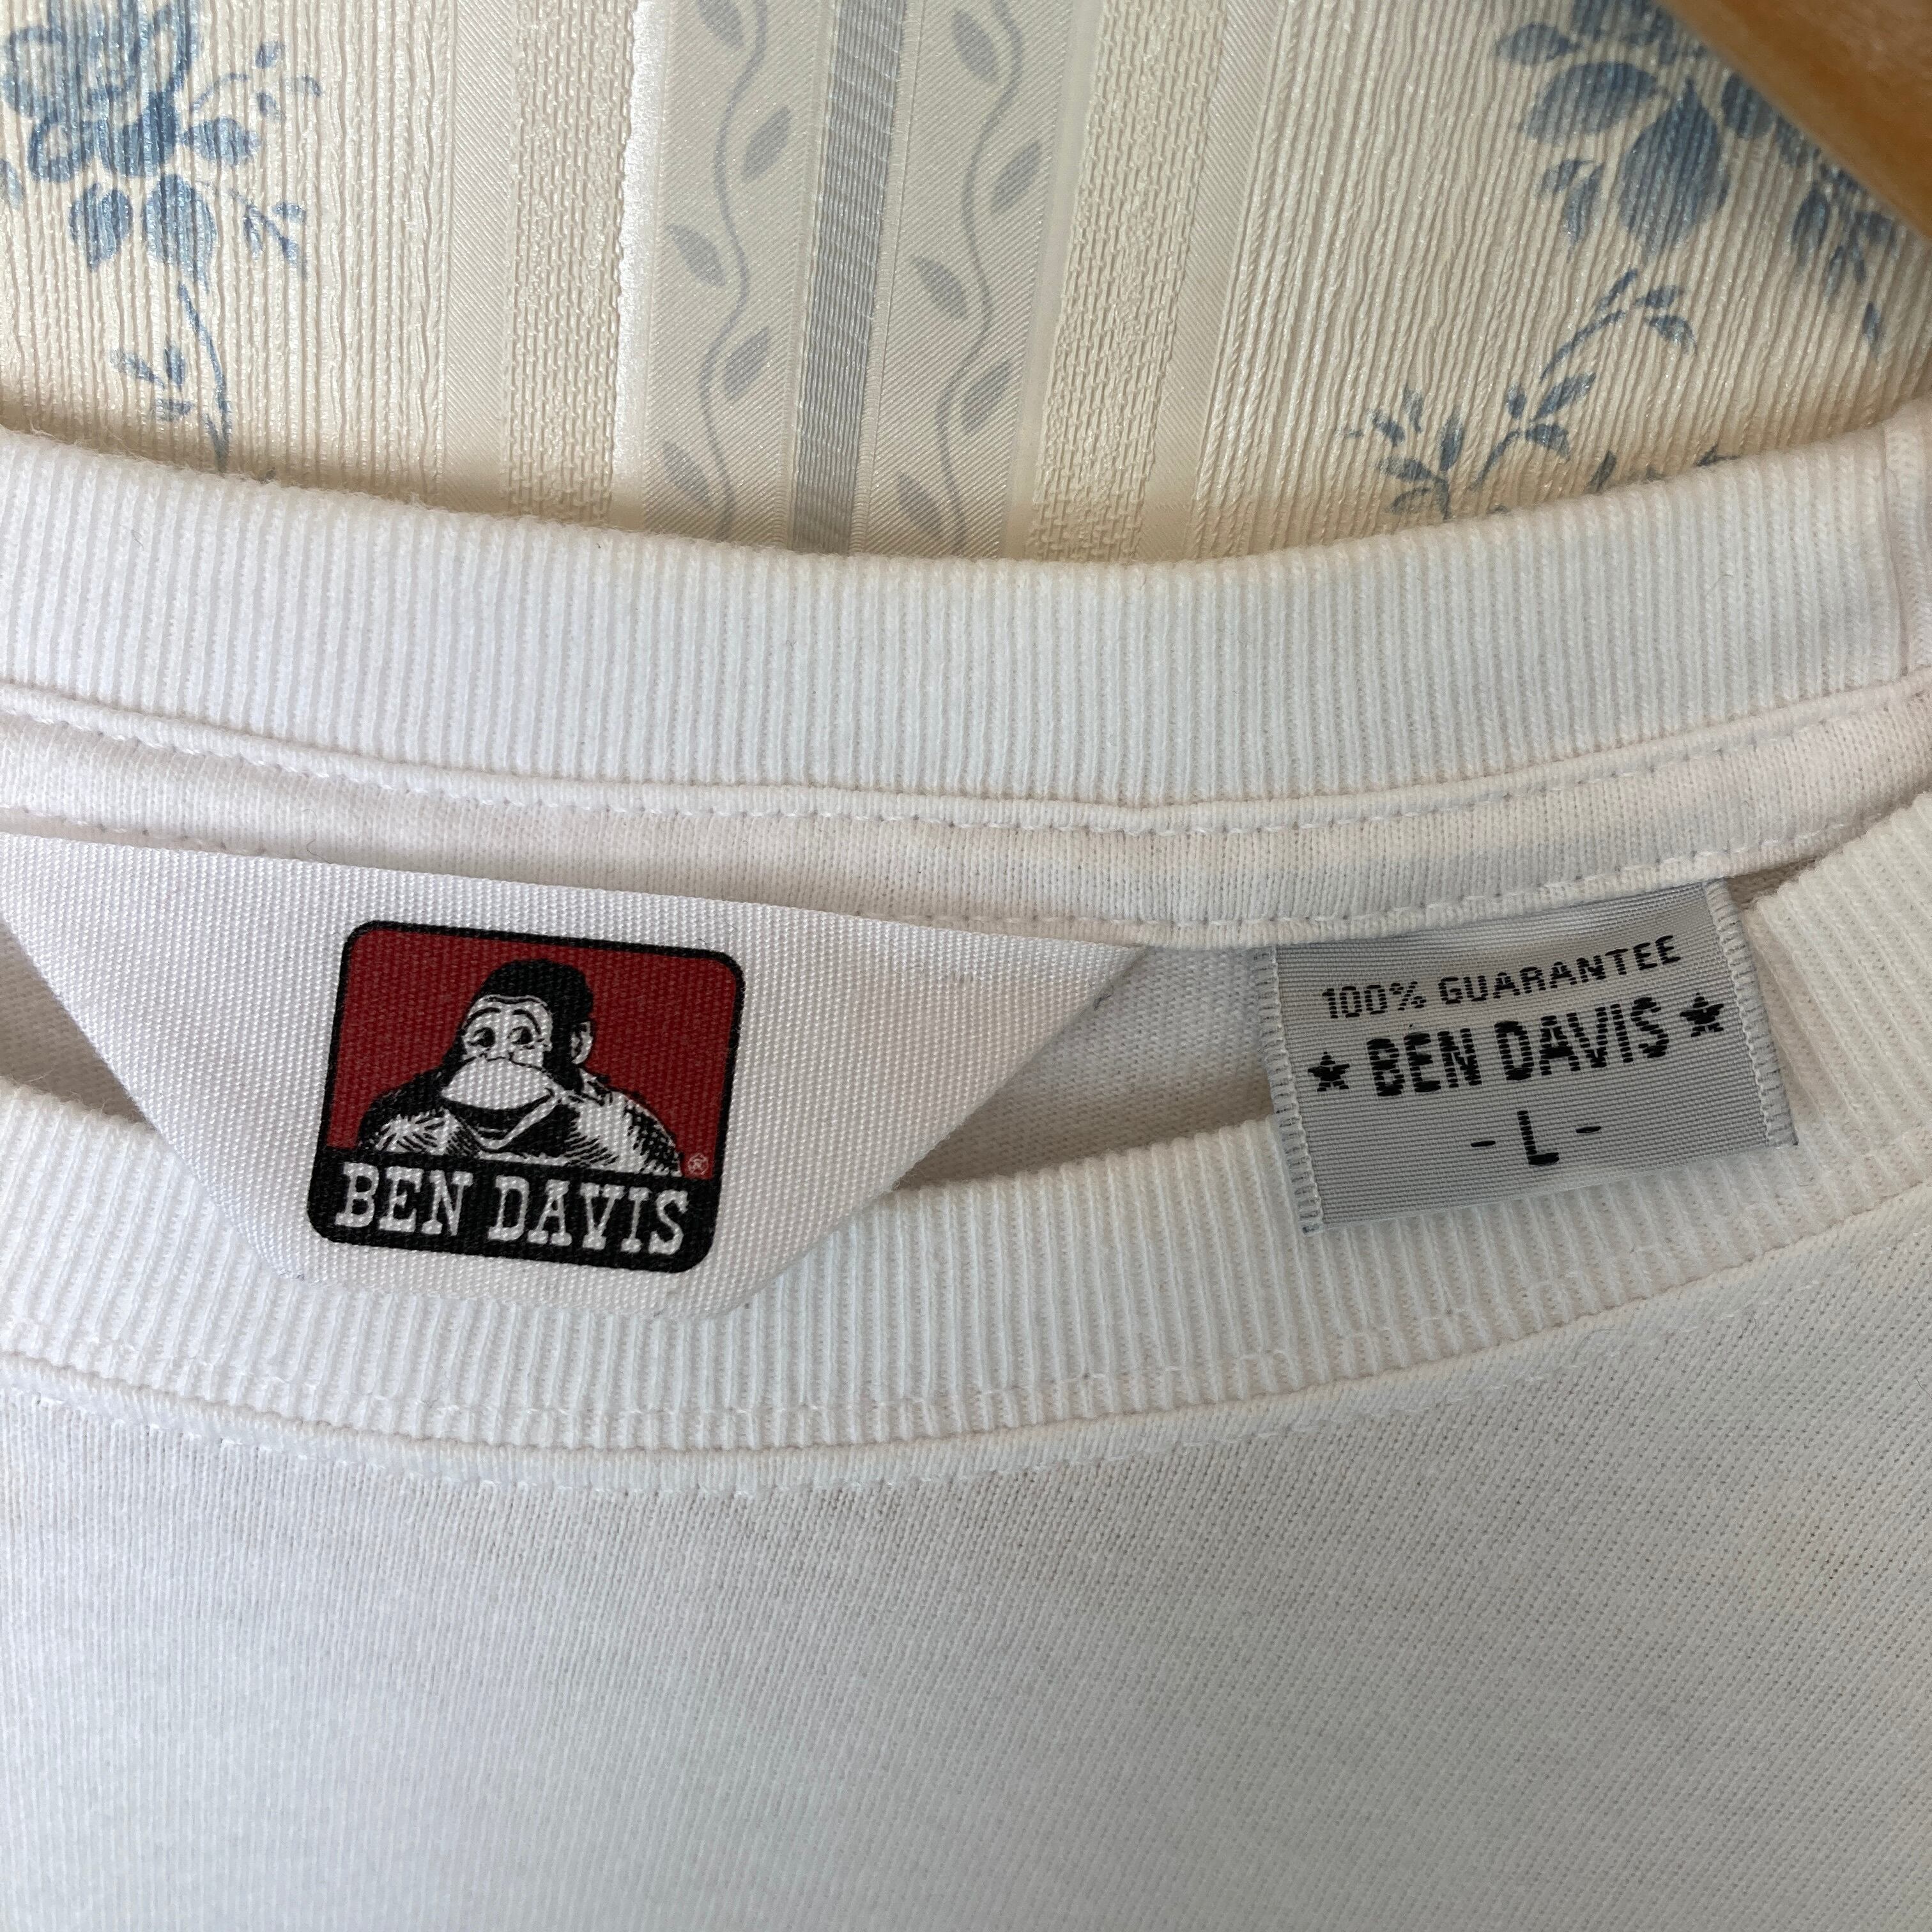 BEN DAVIS
®
100% GUARANTEE
★ BEN DAVIS ★
- L -